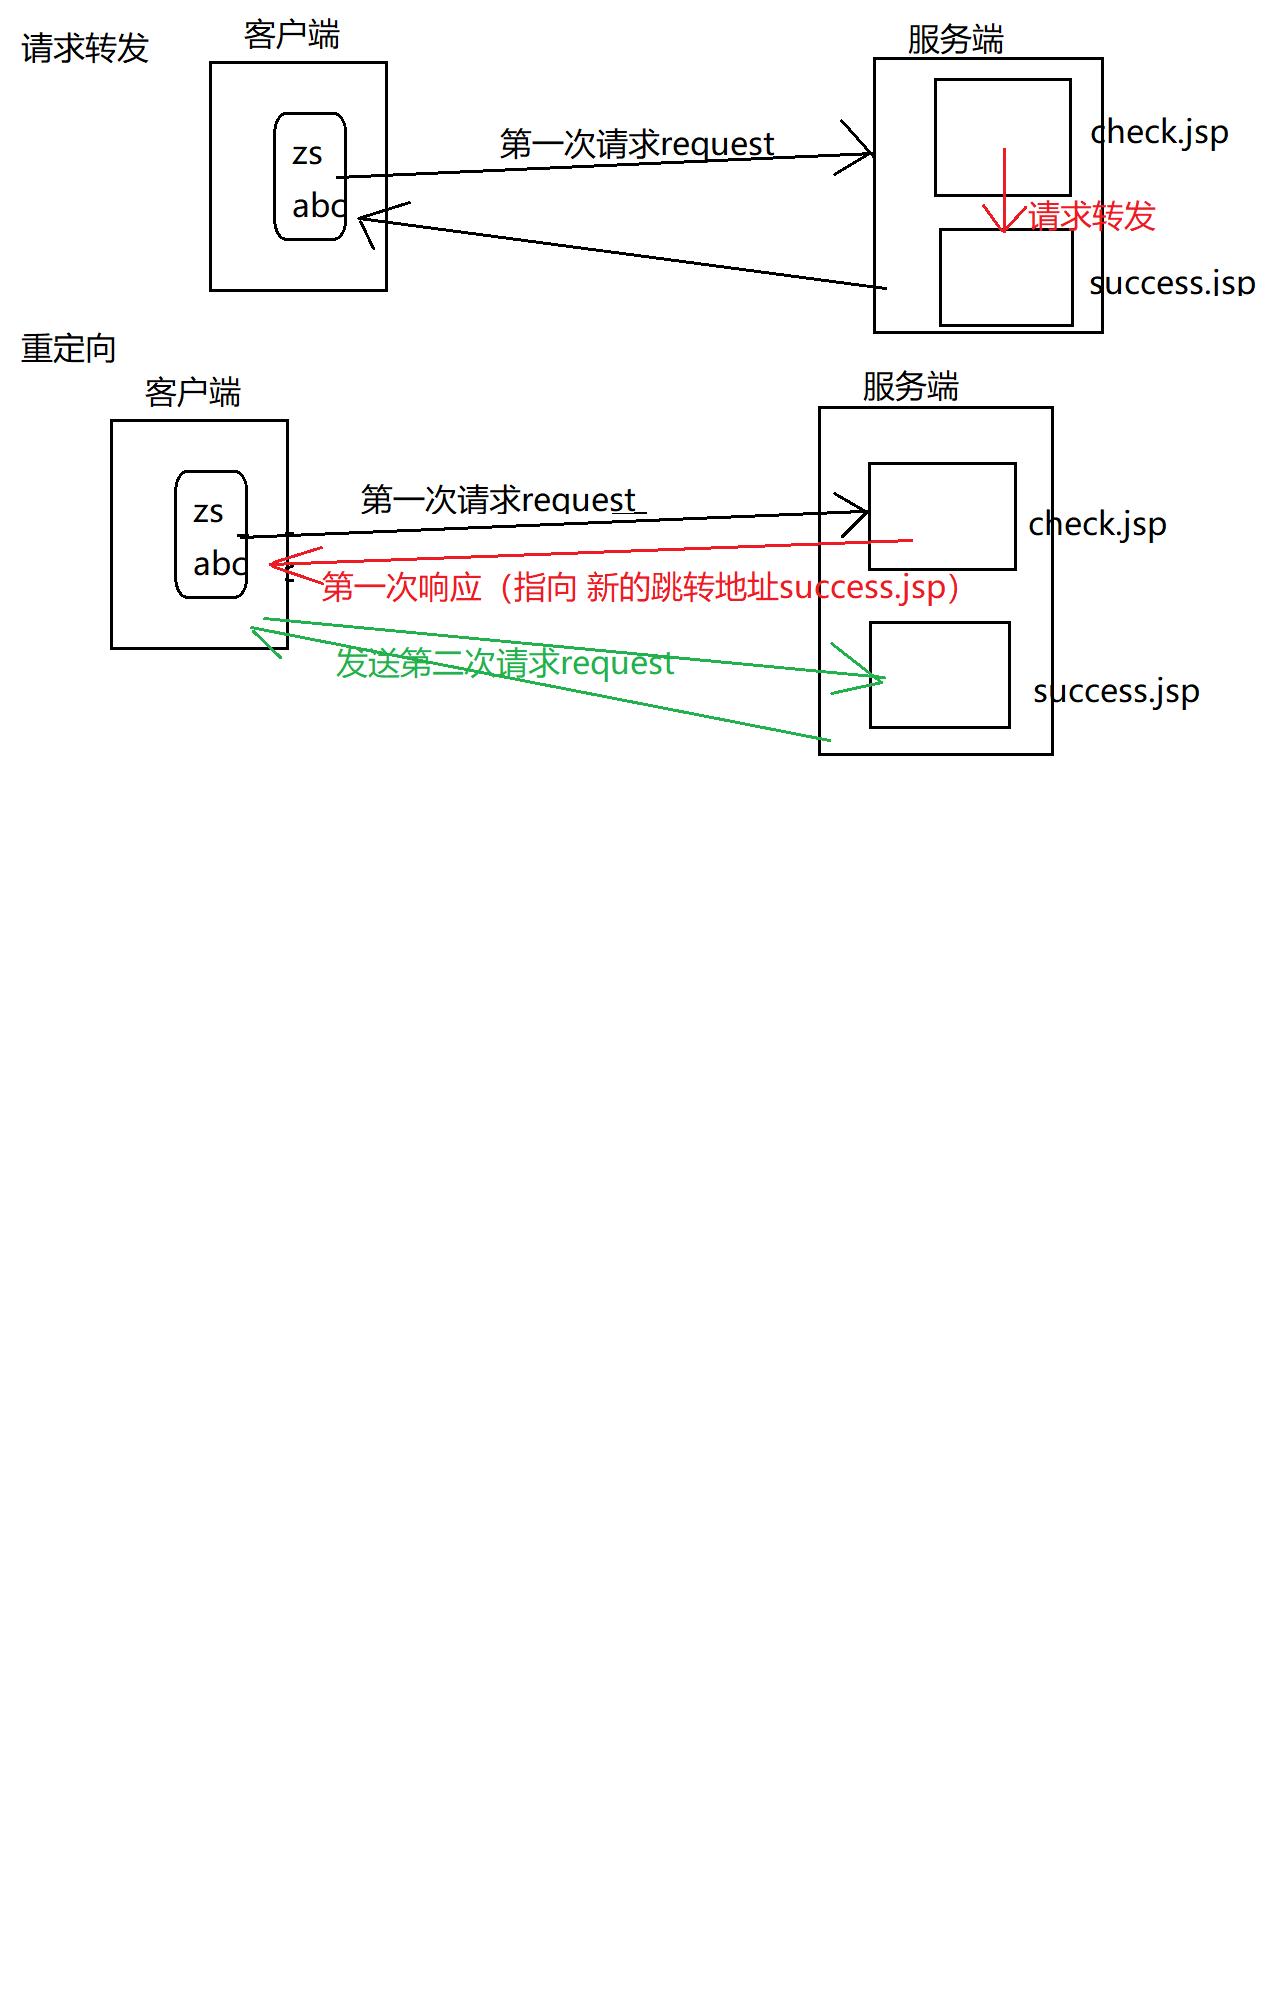 请求转发
客户端
服务端
zs
abc
第一次请求request
check.jsp
请求转发
success.jsp
重定向
客户端
服务端
zs
abc
第一次请求request
check.jsp
第一次响应（指向 新的跳转地址success.jsp）
发送第二次请求request
success.jsp